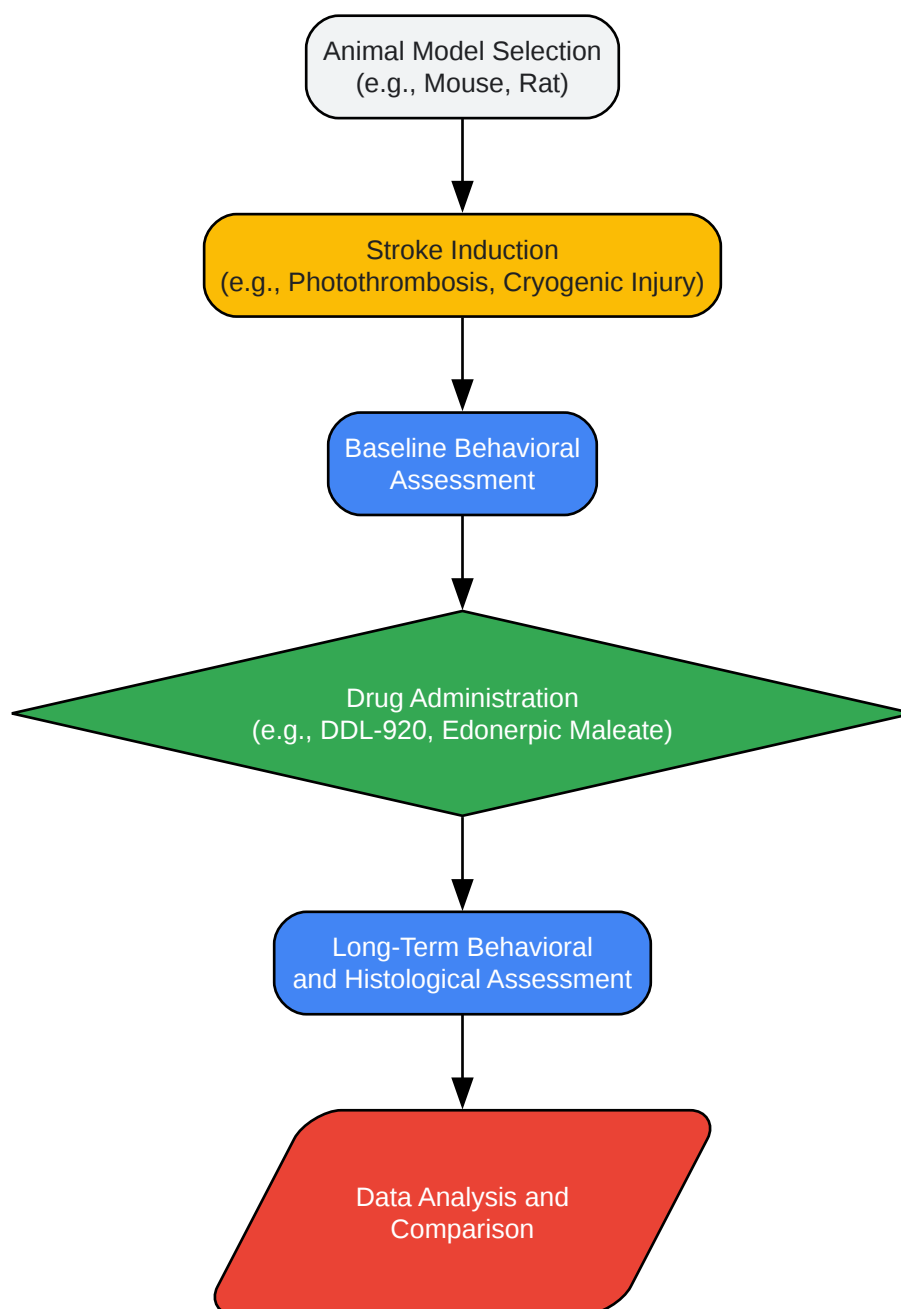 Animal Model Selection
(e.g., Mouse, Rat)
Stroke Induction
(e.g., Photothrombosis, Cryogenic Injury)
Baseline Behavioral
Assessment
Drug Administration
(e.g., DDL-920, Edonerpic Maleate)
Long-Term Behavioral
and Histological Assessment
Data Analysis and
Comparison